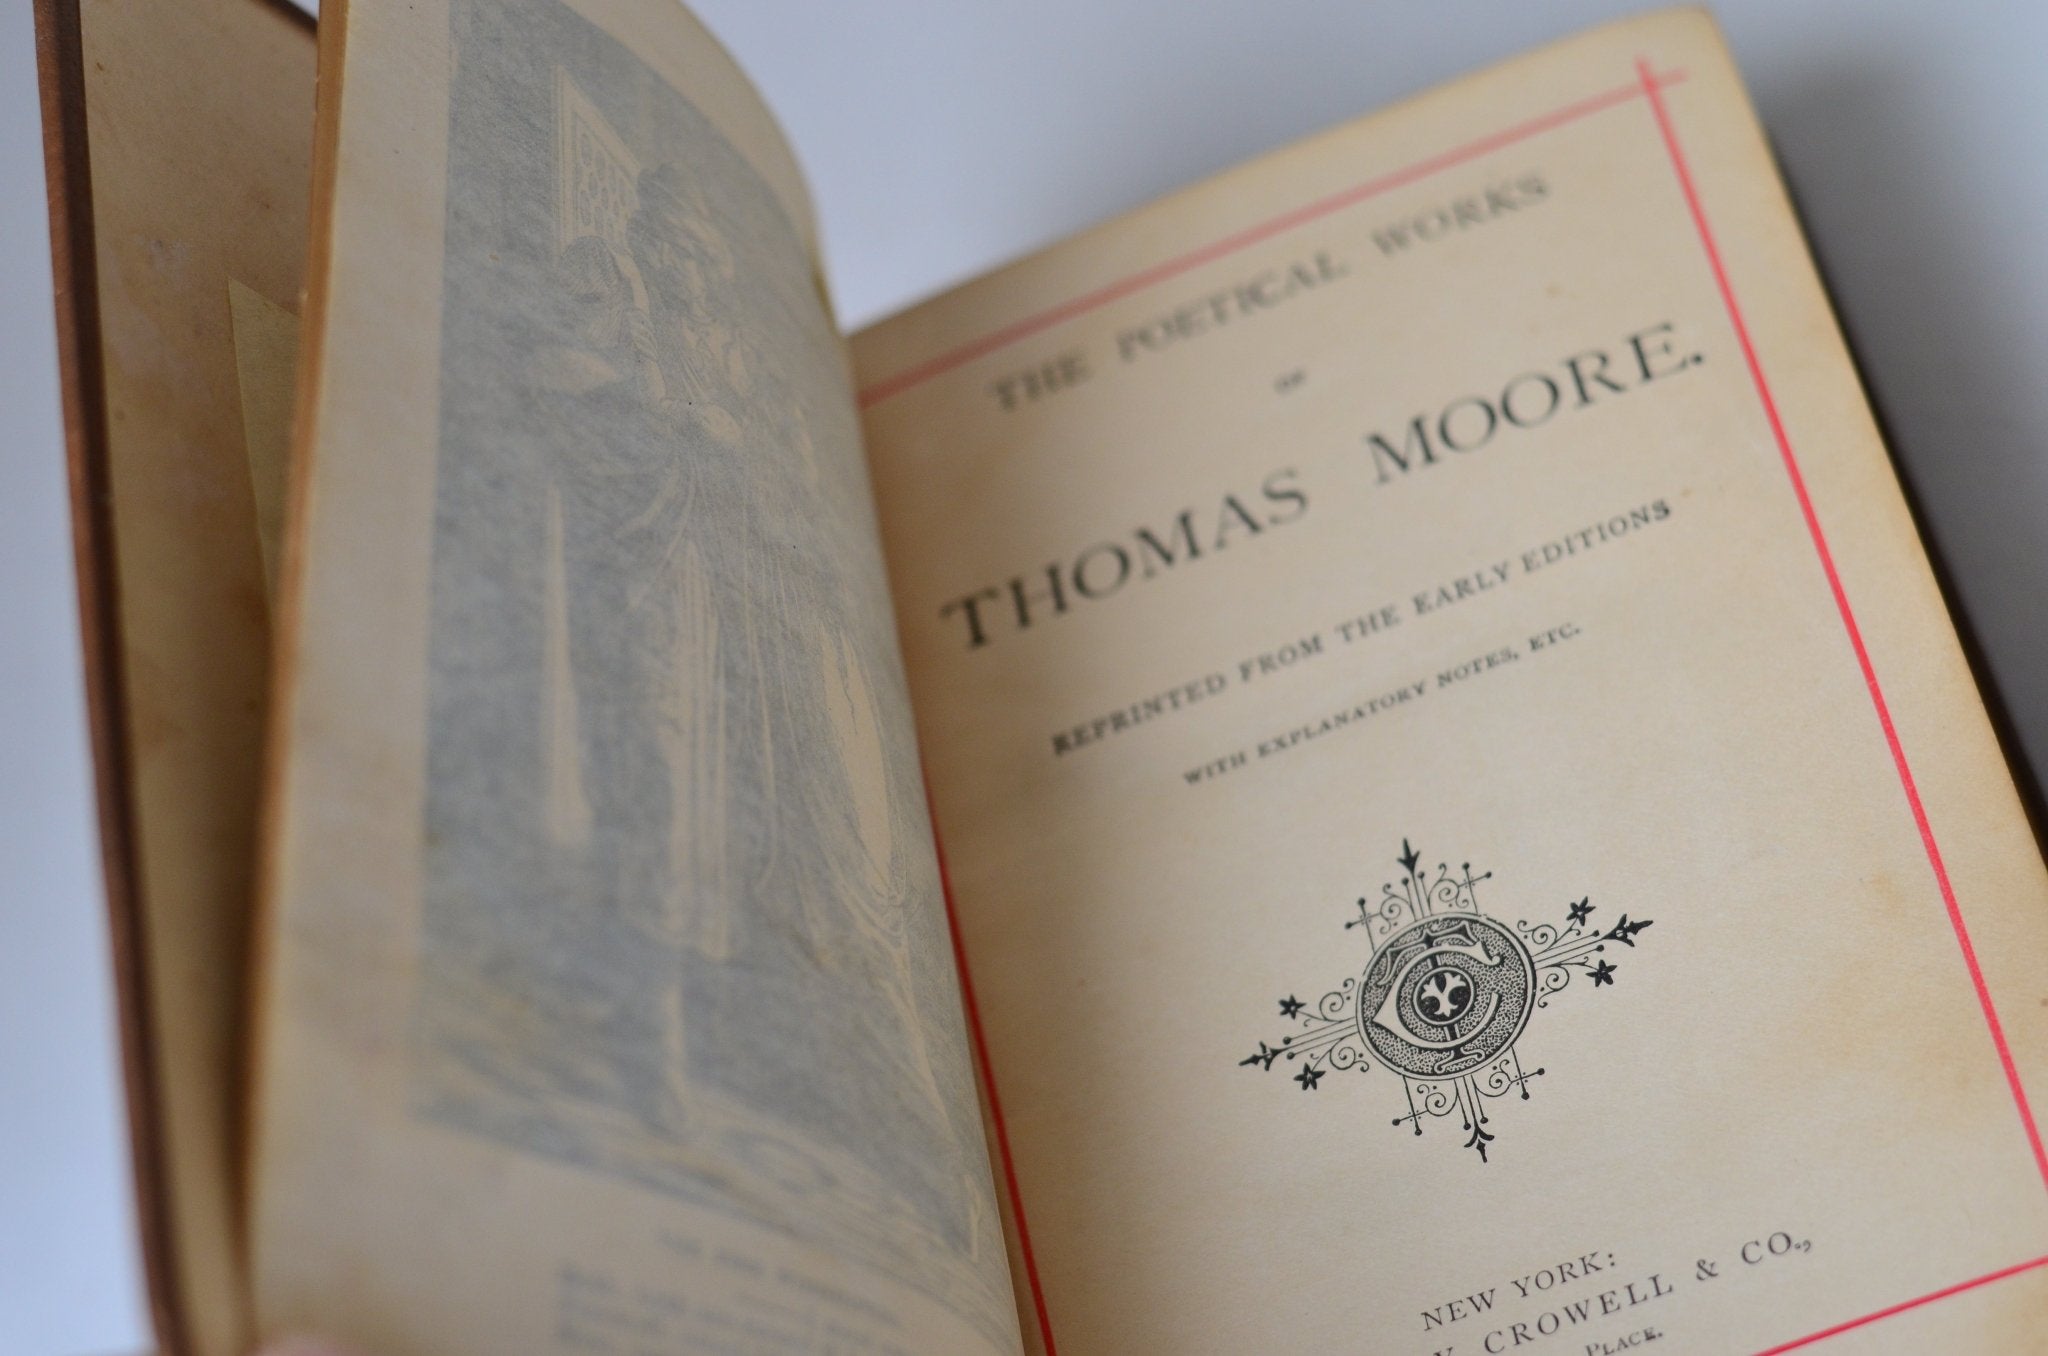 THE POETICAL WORKS
OF
THOMAS MOORE.
REPRINTED FROM THE EARLY EDITIONS
WITH EXPLANATORY NOTES, ETC.
TC
NEW YORK:
Y CROWELL & CO.,
PLACE.